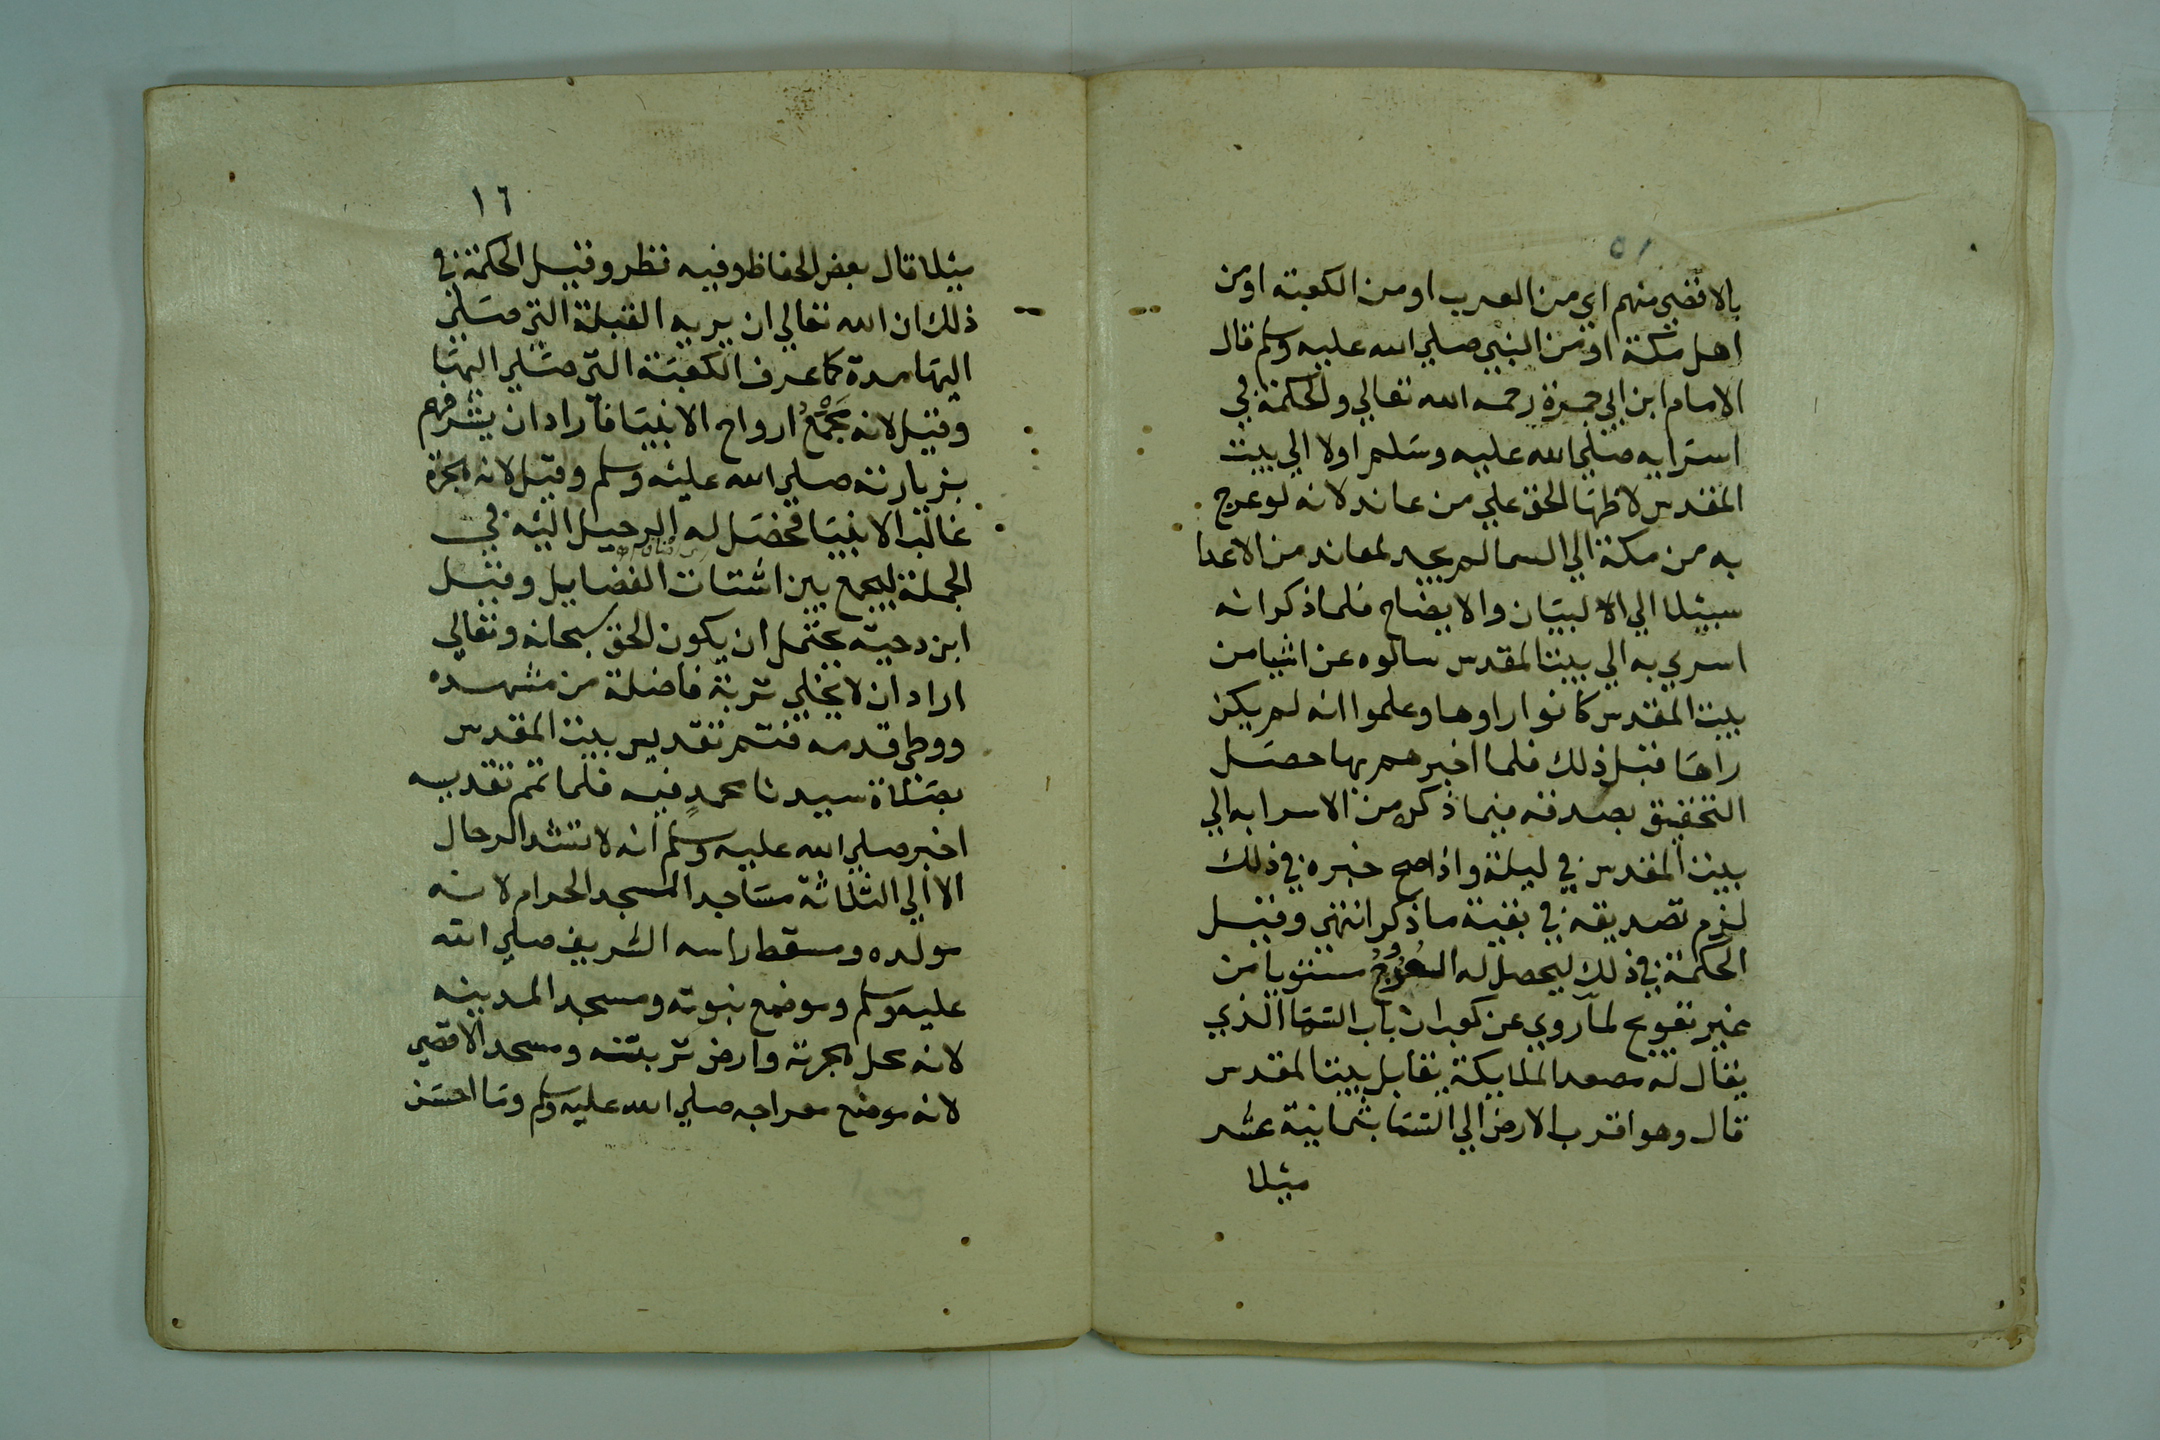 ٥١
بالاقصي منهم اي من العرب او من الكعبة او من
اهل مكة او من النبي صلي الله عليه وسلم قال
الامام ابن ابي جمرة رحمه الله تعالي والحكمة في
اسرايه صلي الله عليه وسلم اولا الي بيت
المقدس لاظهار الحق علي من عاند لانه لو عرج
به من مكة الي السما لم يجد لمعاند من الاعدا
سبيلا الي البيان والايضاح فلما ذكر انه
اسري به الي بيت المقدس سالوه عن اشيا من
بيت المقدس كانوا راوها وعلموا انه لم يكن
راها قبل ذلك فلما اخبرهم بها حصل
التحقيق بصدقه فيما ذكر من الاسرا به الي
بيت المقدس في ليلة واذا صح خبره في ذلك
لزم تصديقه في بقية ما ذكر انتهي وقيل
الحكمة في ذلك ليحصل له العروج مستويا من
غير تعويج لما روي عن كعب ان باب السما الذي
يقال له مصعد الملايكة يقابل بيت المقدس
قال وهو اقرب الارض الي السما بثمانية عشر
ميلا
١٦
ميلا قال بعض الحفاظ وفيه نظر وقيل الحكمة في
ذلك ان الله تعالي ان يريه القبلة التي صلي
اليها مدة كما عرف الكعبة التي صلي اليها
وقيل لانه مجمع ارواح الانبيا فاراد ان يشرفهم
بزيارته صلي الله عليه وسلم وقيل لانه هجرة
غالب الانبيا فحصل له الرحيل اليه في
الجملة ليجمع بين اشتات الفضايل وقيل
ابن دحية يحتمل ان يكون الحق سبحانه وتعالي
اراد ان لا يخلي تربة فاضلة من مشهده
ووطي قدمه فتم تقديس بيت المقدس
بصلاة سيدنا محمد فيه فلما تم تقديسه
اخبر صلي الله عليه وسلم انه لا تشد الرحال
الا الي الثلاثة مساجد المسجد الحرام لانه
مولده ومسقط راسه الشريف صلي الله
عليه وسلم وموضع نبوته ومسجد المدينه
لانه محل هجرته وارض تربته ومسجد الاقصي
لانه موضع معراجه صلي الله عليه وسلم وما احسن